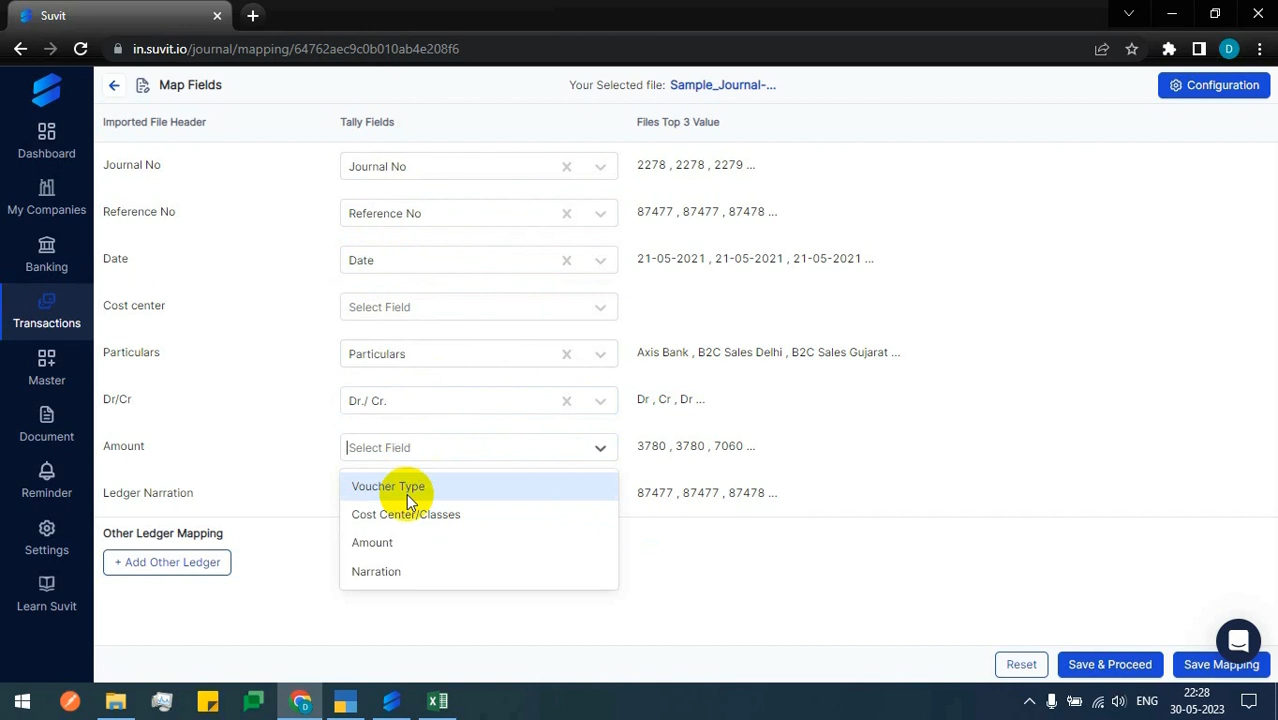 Suvit
in.suvit.io/journal/mapping/64762aec9c0b010ab4e208f6
D
Map Fields
Your Selected file: Sample_Journal-...
Configuration
Imported File Header
Tally Fields
Files Top 3 Value
Dashboard
My Companies
Banking
Transactions
Master
Document
Reminder
Settings
Learn Suvit
Journal No
Journal No
2278 , 2278 , 2279 ...
Reference No
Reference No
87477 , 87477 , 87478 ...
Date
Date
21-05-2021 , 21-05-2021 , 21-05-2021 ...
Cost center
Select Field
Particulars
Particulars
Axis Bank , B2C Sales Delhi , B2C Sales Gujarat ...
Dr/Cr
Dr./ Cr.
Dr , Cr , Dr ...
Amount
Select Field
3780 , 3780 , 7060 ...
Voucher Type
Cost Center/Classes
Amount
Narration
Ledger Narration
87477 , 87477 , 87478 ...
Other Ledger Mapping
+ Add Other Ledger
Reset
Save & Proceed
Save Mapping
ENG
22:28
30-05-2023